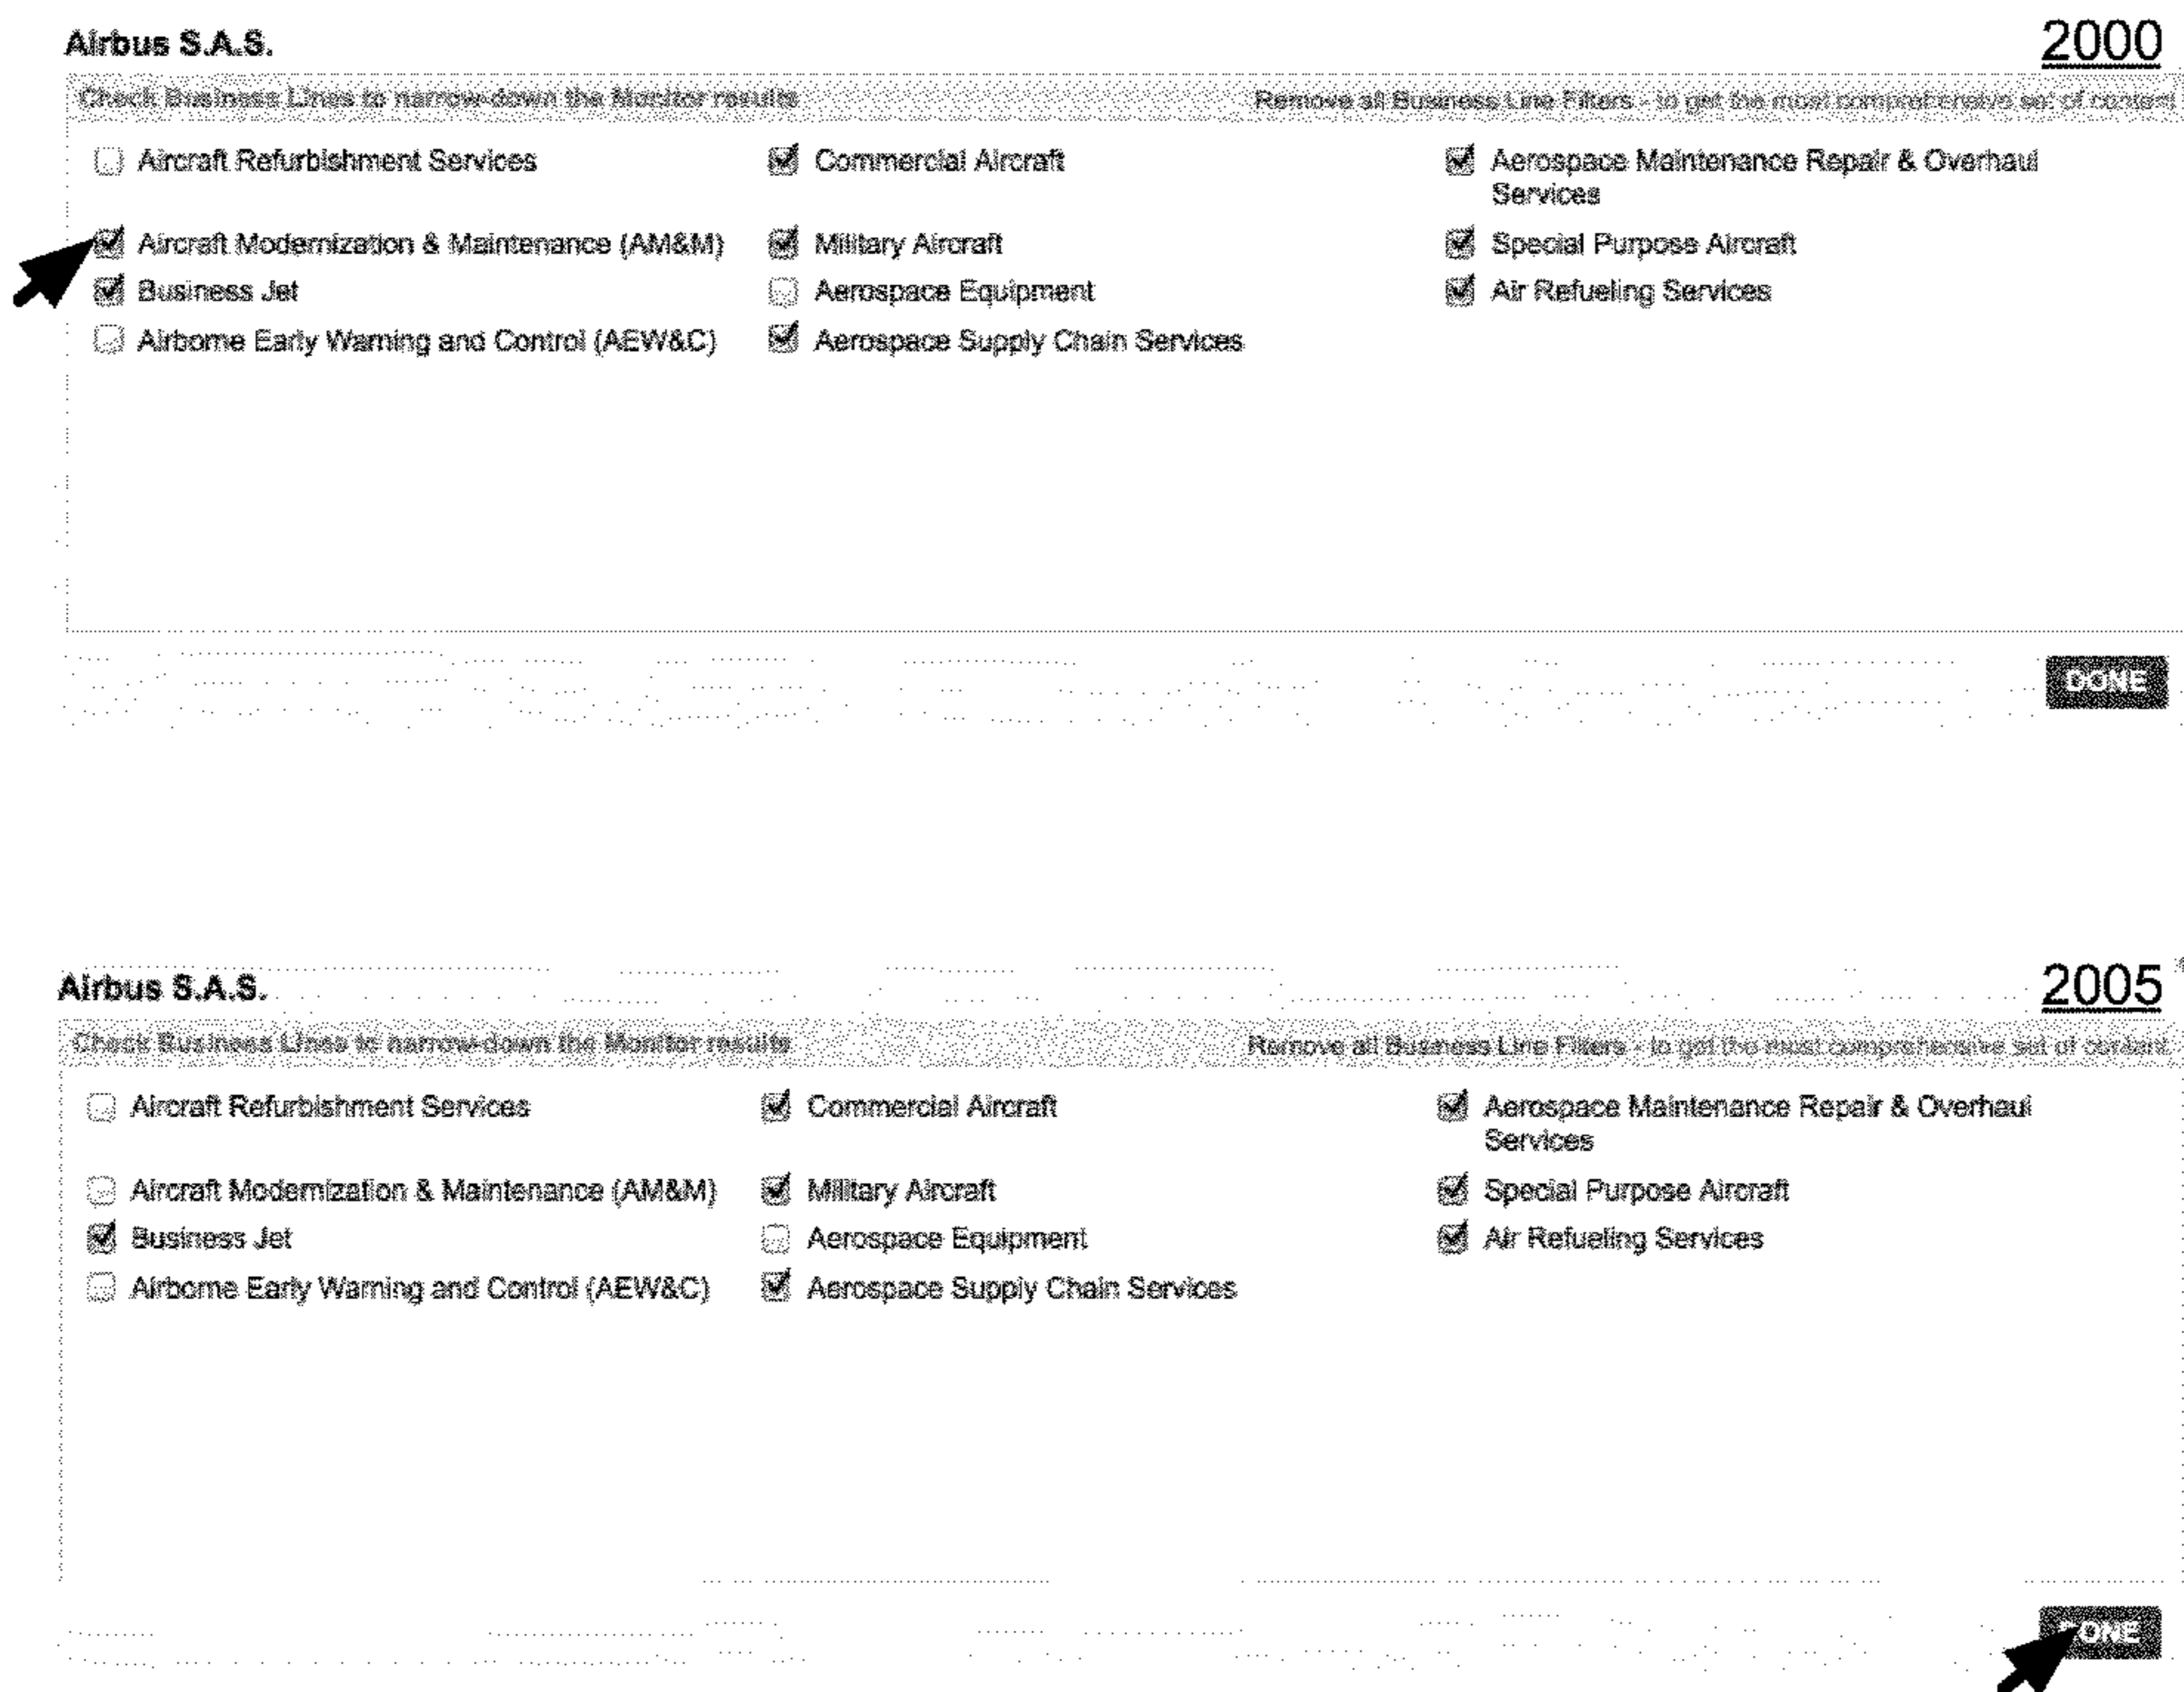 Airbus S.A.S.
2000
Check Business Lines to narrow-down the Monitor results
Remove all Business Line Filters - to get the most comprehensive set of content
Aircraft Refurbishment Services
Commercial Aircraft
Aerospace Maintenance Repair & Overhaul
Services
Aircraft Modernization & Maintenance (AM&M)
Military Aircraft
Special Purpose Aircraft
Business Jet
Aerospace Equipment
Air Refueling Services
Airborne Early Warning and Control (AEW&C)
Aerospace Supply Chain Services
DONE
Airbus S.A.S.
2005
Check Business Lines to narrow-down the Monitor results
Remove all Business Line Filters - to get the most comprehensive set of content
Aircraft Refurbishment Services
Commercial Aircraft
Aerospace Maintenance Repair & Overhaul
Services
Aircraft Modernization & Maintenance (AM&M)
Military Aircraft
Special Purpose Aircraft
Business Jet
Aerospace Equipment
Air Refueling Services
Airborne Early Warning and Control (AEW&C)
Aerospace Supply Chain Services
DONE